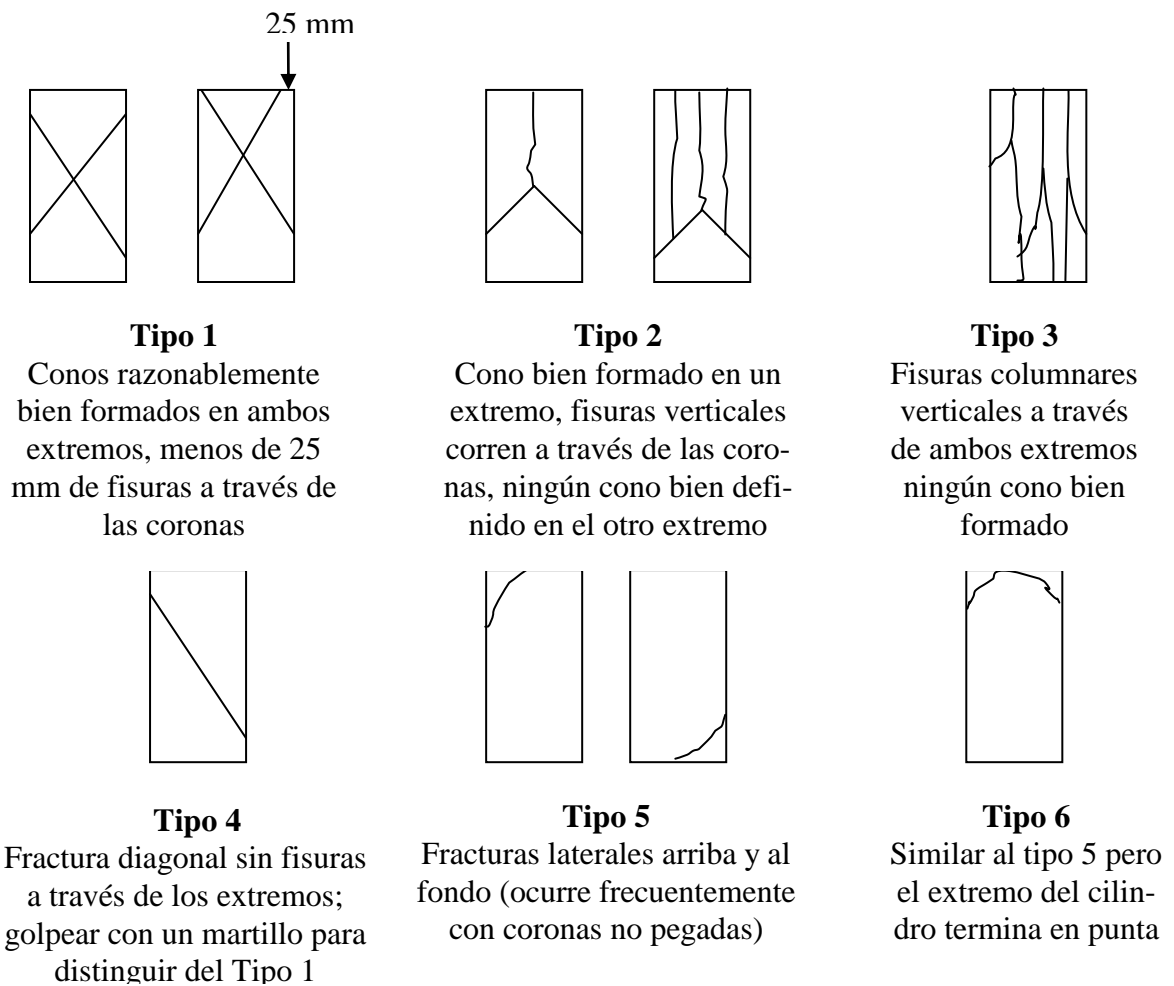 25 mm
Tipo 1
Conos razonablemente
bien formados en ambos
extremos, menos de 25
mm de fisuras a través de
las coronas
Tipo 2
Cono bien formado en un
extremo, fisuras verticales
corren a través de las coro-
nas, ningún cono bien defi-
nido en el otro extremo
Tipo 3
Fisuras columnares
verticales a través
de ambos extremos
ningún cono bien
formado
Tipo 4
Fractura diagonal sin fisuras
a través de los extremos;
golpear con un martillo para
distinguir del Tipo 1
Tipo 5
Fracturas laterales arriba y al
fondo (ocurre frecuentemente
con coronas no pegadas)
Tipo 6
Similar al tipo 5 pero
el extremo del cilin-
dro termina en punta